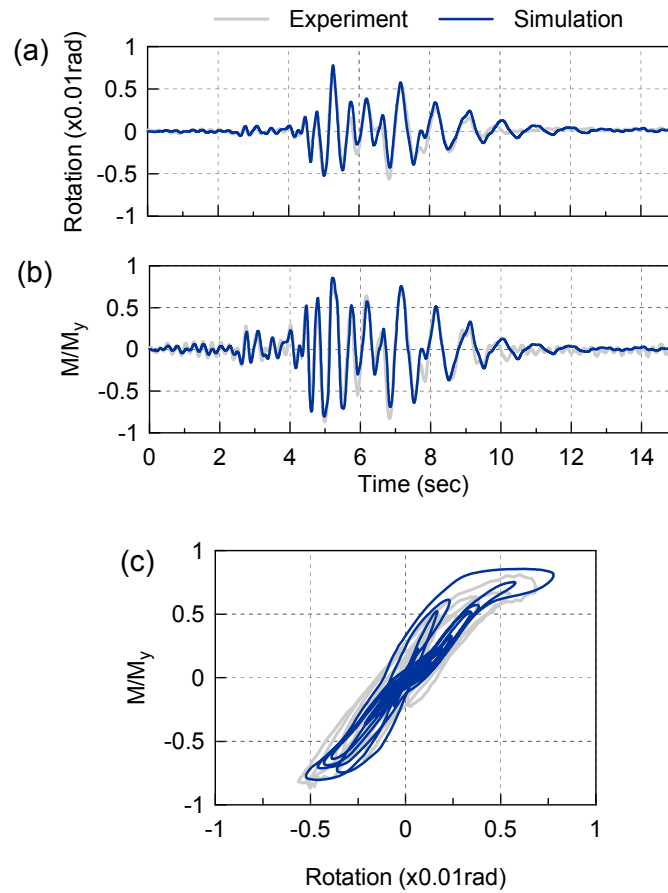 Experiment Simulation
(a)
Rotation (x0.01rad)
1
0.5
0
-0.5
-1
(b)
M/My
1
0.5
0
-0.5
-1
0 2 4 6 8 10 12 14
Time (sec)
(c)
M/My
1
0.5
0
-0.5
-1
-1 -0.5 0 0.5 1
Rotation (x0.01rad)